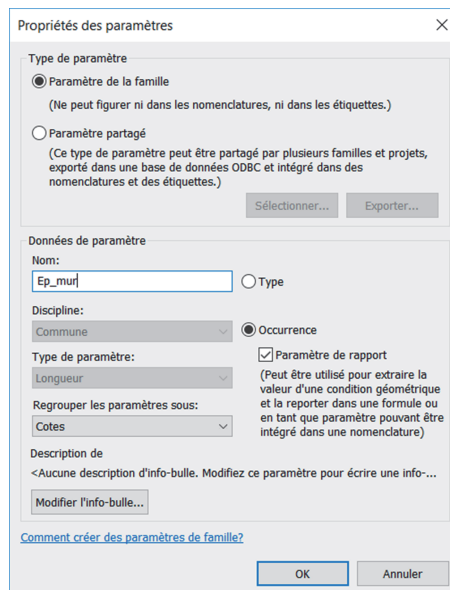 Propriétés des paramètres
Type de paramètre
Paramètre de la famille
(Ne peut figurer ni dans les nomenclatures, ni dans les étiquettes.)
Paramètre partagé
(Ce type de paramètre peut être partagé par plusieurs familles et projets,
exporté dans une base de données ODBC et intégré dans des
nomenclatures et des étiquettes.)
Sélectionner...
Exporter...
Données de paramètre
Nom:
Ep_mur
Type
Discipline:
Commune
Occurrence
Type de paramètre:
Paramètre de rapport
Longueur
(Peut être utilisé pour extraire la
valeur d'une condition géométrique
et la reporter dans une formule ou
en tant que paramètre pouvant être
intégré dans une nomenclature)
Regrouper les paramètres sous:
Cotes
Description de
<Aucune description d'info-bulle. Modifiez ce paramètre pour écrire une info-...
Modifier l'info-bulle...
Comment créer des paramètres de famille?
OK
Annuler